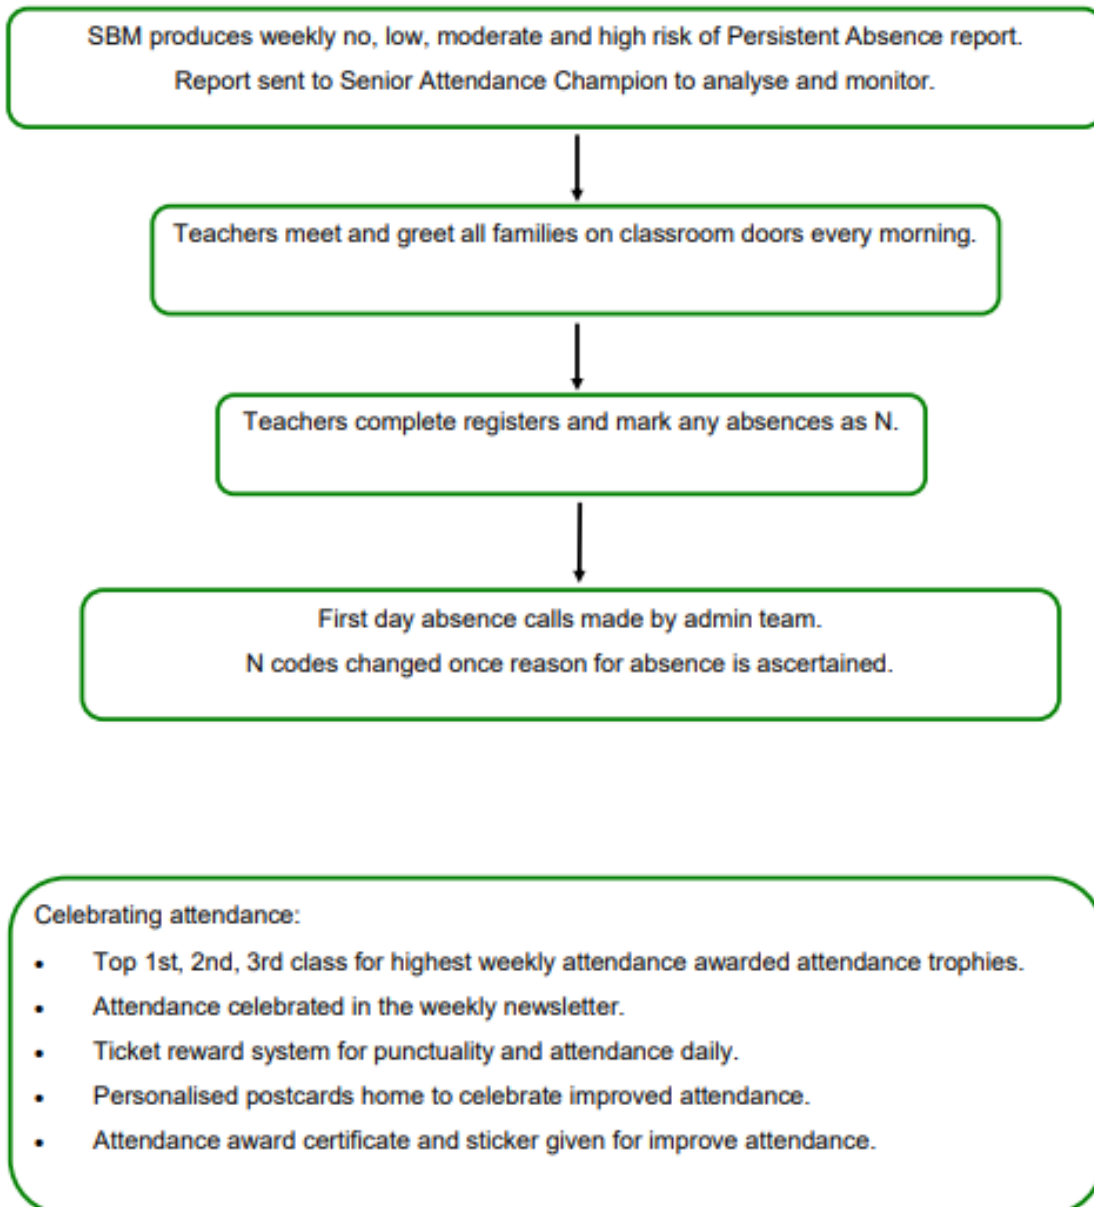 SBM produces weekly no, low, moderate and high risk of Persistent Absence report.
Report sent to Senior Attendance Champion to analyse and monitor.
Teachers meet and greet all families on classroom doors every morning.
Teachers complete registers and mark any absences as N.
First day absence calls made by admin team.
N codes changed once reason for absence is ascertained.
Celebrating attendance:
• Top 1st, 2nd, 3rd class for highest weekly attendance awarded attendance trophies.
• Attendance celebrated in the weekly newsletter.
• Ticket reward system for punctuality and attendance daily.
• Personalised postcards home to celebrate improved attendance.
• Attendance award certificate and sticker given for improve attendance.